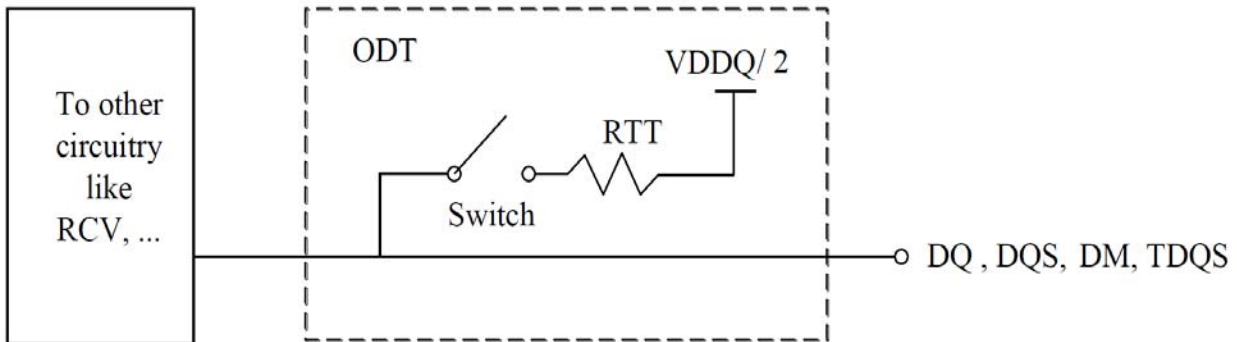 ODT
VDDQ/ 2
To other
circuitry
like
RCV, ...
RTT
Switch
DQ , DQS, DM, TDQS